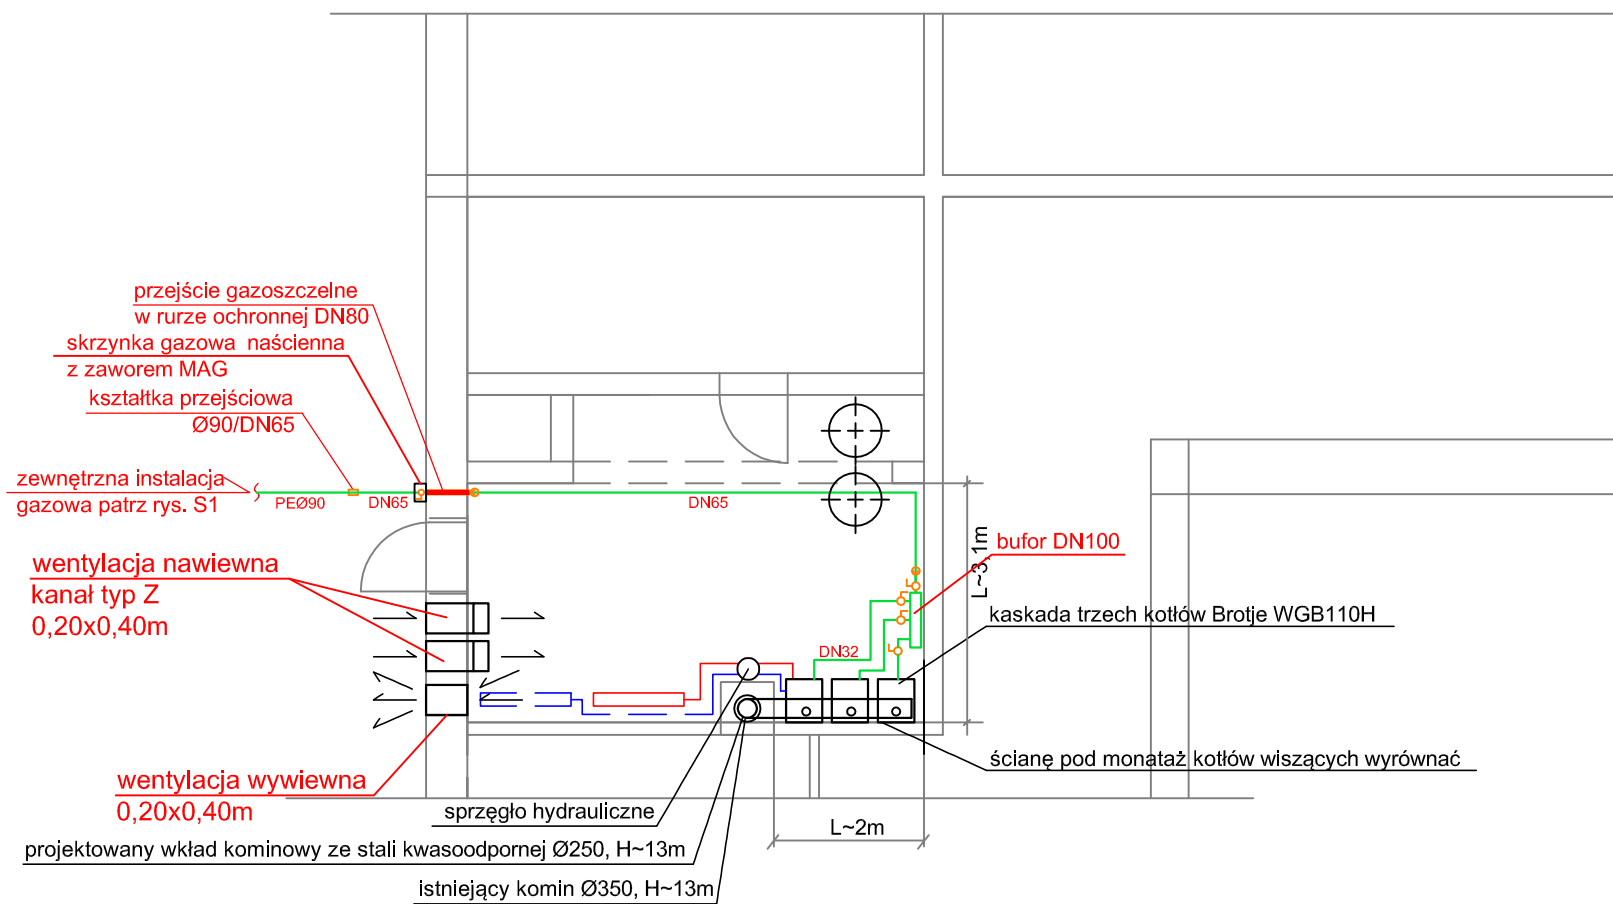 przejście gazoszczelne
w rurze ochronnej DN80
skrzynka gazowa naścienna
z zaworem MAG
kształtka przejściowa
Ø90/DN65
zewnętrzna instalacja
gazowa patrz rys. S1
PEØ90
DN65
DN65
wentylacja nawiewna
kanał typ Z
0,20x0,40m
L~3,1m
bufor DN100
kaskada trzech kotłów Brotje WGB110H
DN32
ścianę pod monataż kotłów wiszących wyrównać
wentylacja wywiewna
0,20x0,40m
sprzęgło hydrauliczne
L~2m
projektowany wkład kominowy ze stali kwasoodpornej Ø250, H~13m
istniejący komin Ø350, H~13m